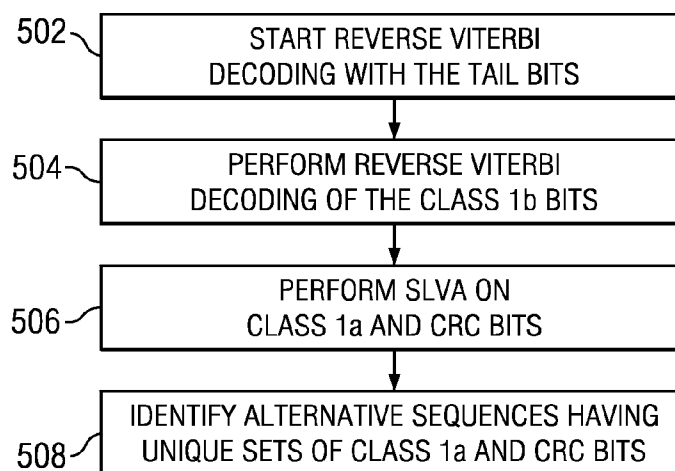 502
START REVERSE VITERBI
DECODING WITH THE TAIL BITS
504
PERFORM REVERSE VITERBI
DECODING OF THE CLASS 1b BITS
506
PERFORM SLVA ON
CLASS 1a AND CRC BITS
508
IDENTIFY ALTERNATIVE SEQUENCES HAVING
UNIQUE SETS OF CLASS 1a AND CRC BITS